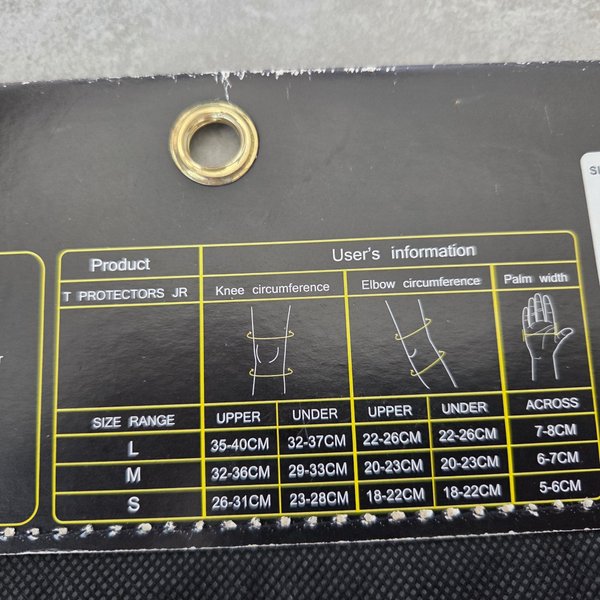 Product User's information
T PROTECTORS JR Knee circumference Elbow circumference Palm width
SIZE RANGE UPPER UNDER UPPER UNDER ACROSS
L 35-40CM 32-37CM 22-26CM 22-26CM 7-8CM
M 32-36CM 29-33CM 20-23CM 20-23CM 6-7CM
S 26-31CM 23-28CM 18-22CM 18-22CM 5-6CM